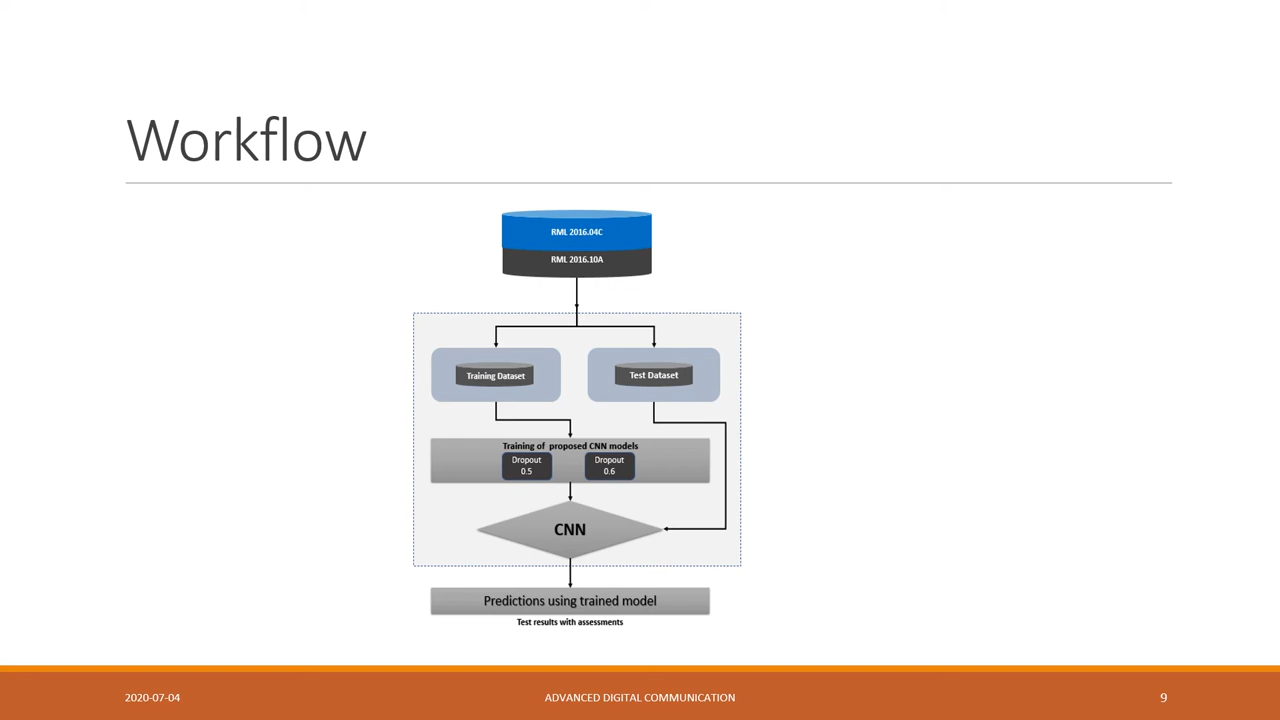 Workflow
RML 2016.04C
RML 2016.10A
Training Dataset
Test Dataset
Training of proposed CNN models
Dropout
0.5
Dropout
0.6
CNN
Predictions using trained model
Test results with assessments
2020-07-04
ADVANCED DIGITAL COMMUNICATION
9